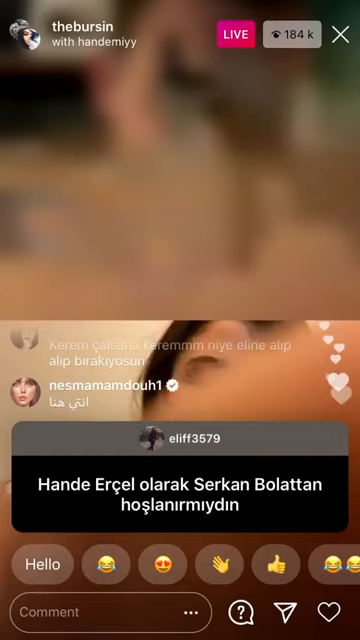 thebursin
with handemiyy
LIVE
184 k
Kerem çalsana keremmm niye eline alıp
alıp bırakıyosun
nesmamamdouh1
انتي هنا
eliff3579
Hande Erçel olarak Serkan Bolattan
hoşlanırmıydın
Hello
Comment